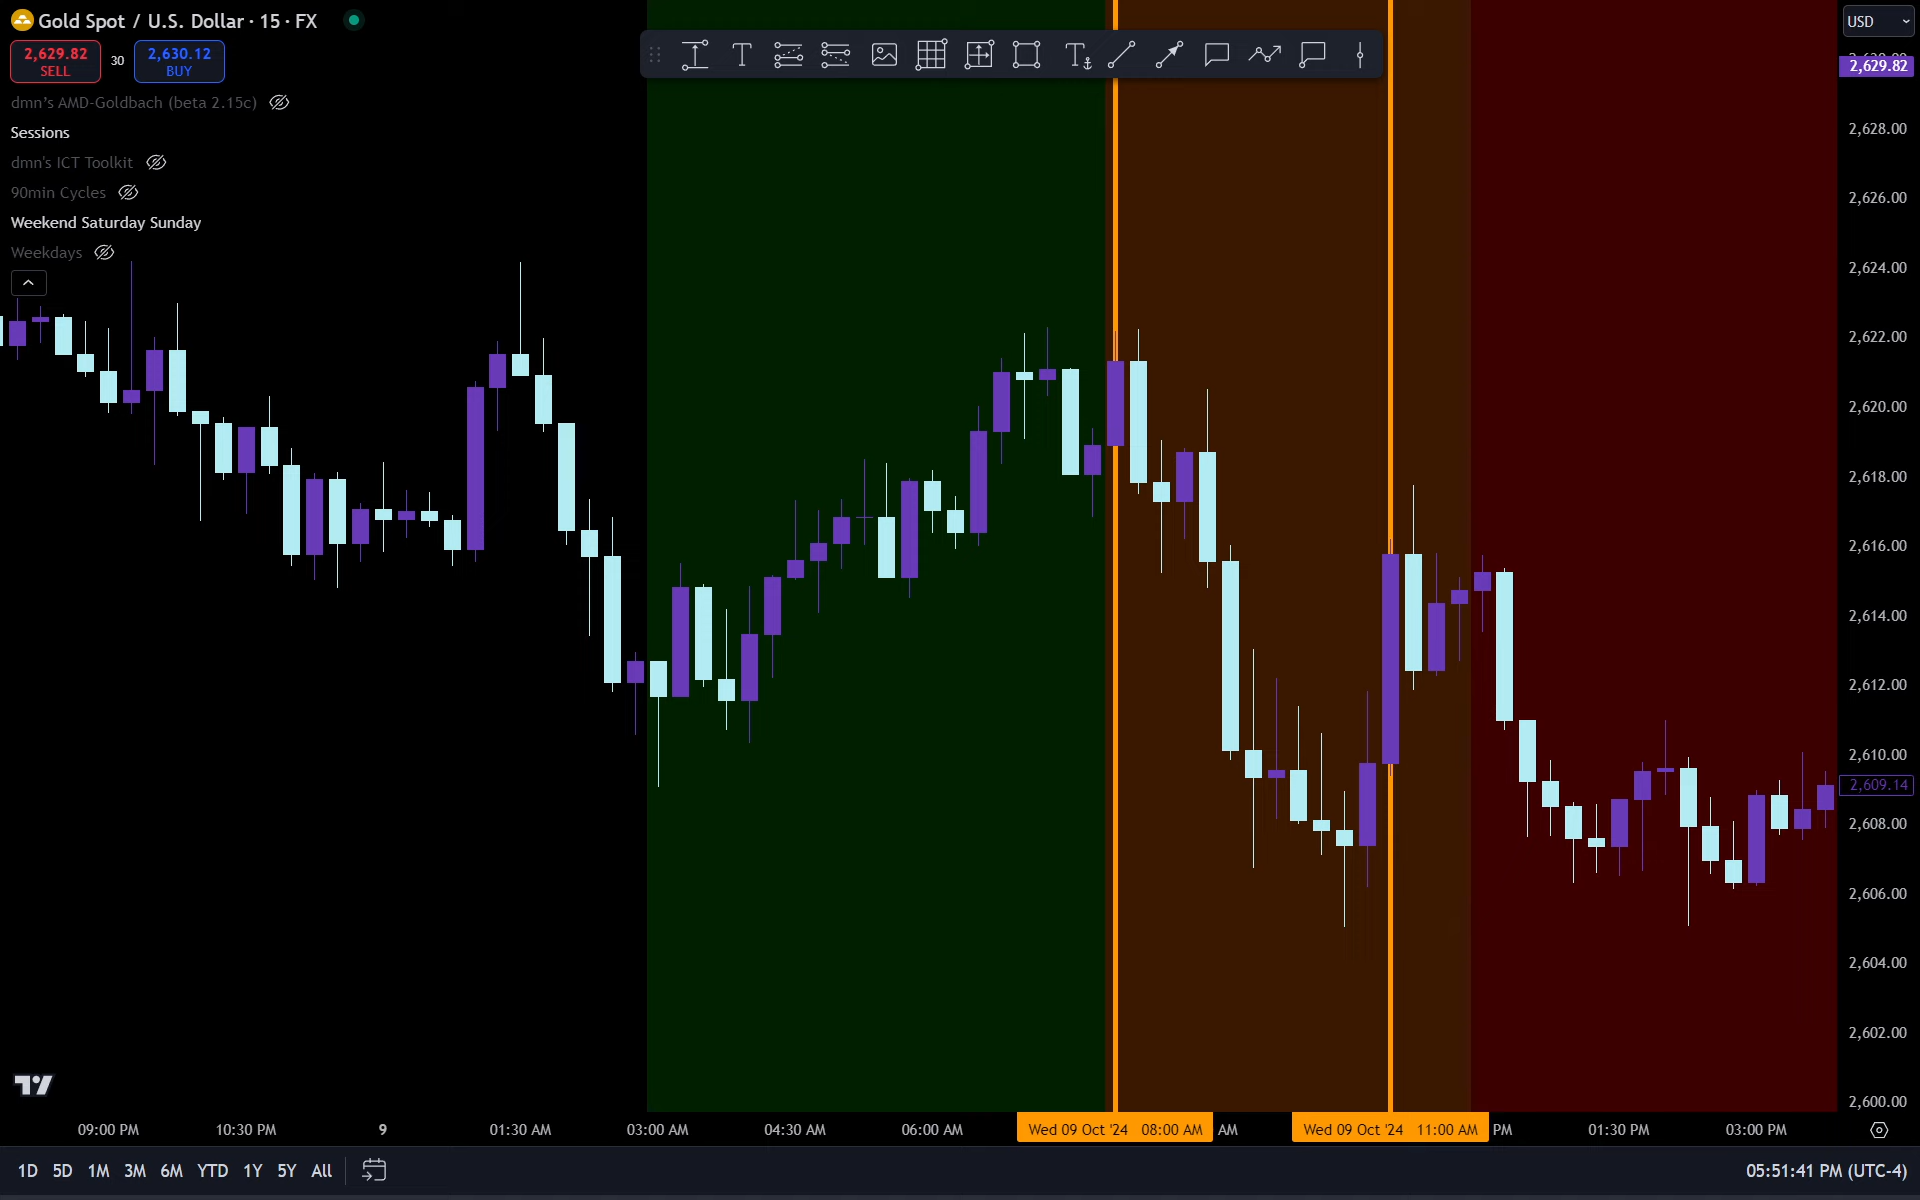 Gold Spot / U.S. Dollar · 15 · FX
2,629.82 SELL
30
2,630.12 BUY
dmn's AMD-Goldbach (beta 2.15c)
Sessions
dmn's ICT Toolkit
90min Cycles
Weekend Saturday Sunday
Weekdays
USD
2,629.82
2,628.00
2,626.00
2,624.00
2,622.00
2,620.00
2,618.00
2,616.00
2,614.00
2,612.00
2,610.00
2,609.14
2,608.00
2,606.00
2,604.00
2,602.00
2,600.00
09:00 PM 10:30 PM 9 01:30 AM 03:00 AM 04:30 AM 06:00 AM Wed 09 Oct '24 08:00 AM AM Wed 09 Oct '24 11:00 AM PM 01:30 PM 03:00 PM
1D 5D 1M 3M 6M YTD 1Y 5Y All 05:51:41 PM (UTC-4)